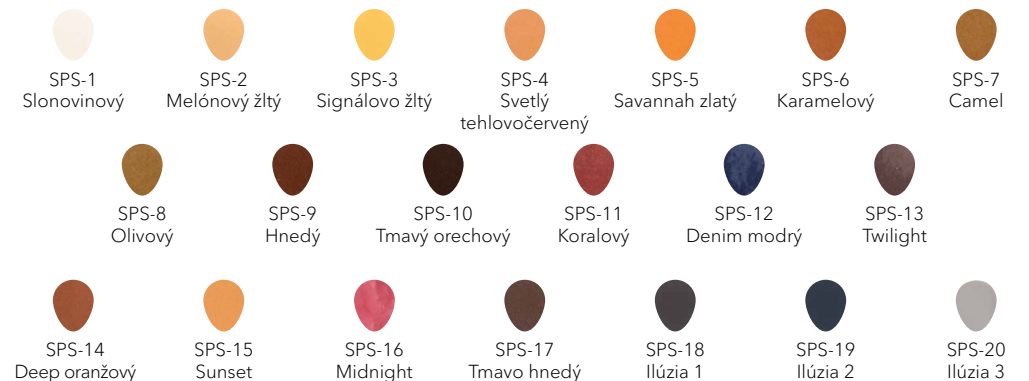 SPS-1 SPS-2 SPS-3 SPS-4 SPS-5 SPS-6 SPS-7
Slonovinový Melónový žltý Signálovo žltý Svetlý Savannah zlatý Karamelový Camel
tehlovočervený
SPS-8 SPS-9 SPS-10 SPS-11 SPS-12 SPS-13
Olivový Hnedý Tmavý orechový Koralový Denim modrý Twilight
SPS-14 SPS-15 SPS-16 SPS-17 SPS-18 SPS-19 SPS-20
Deep oranžový Sunset Midnight Tmavo hnedý Ilúzia 1 Ilúzia 2 Ilúzia 3